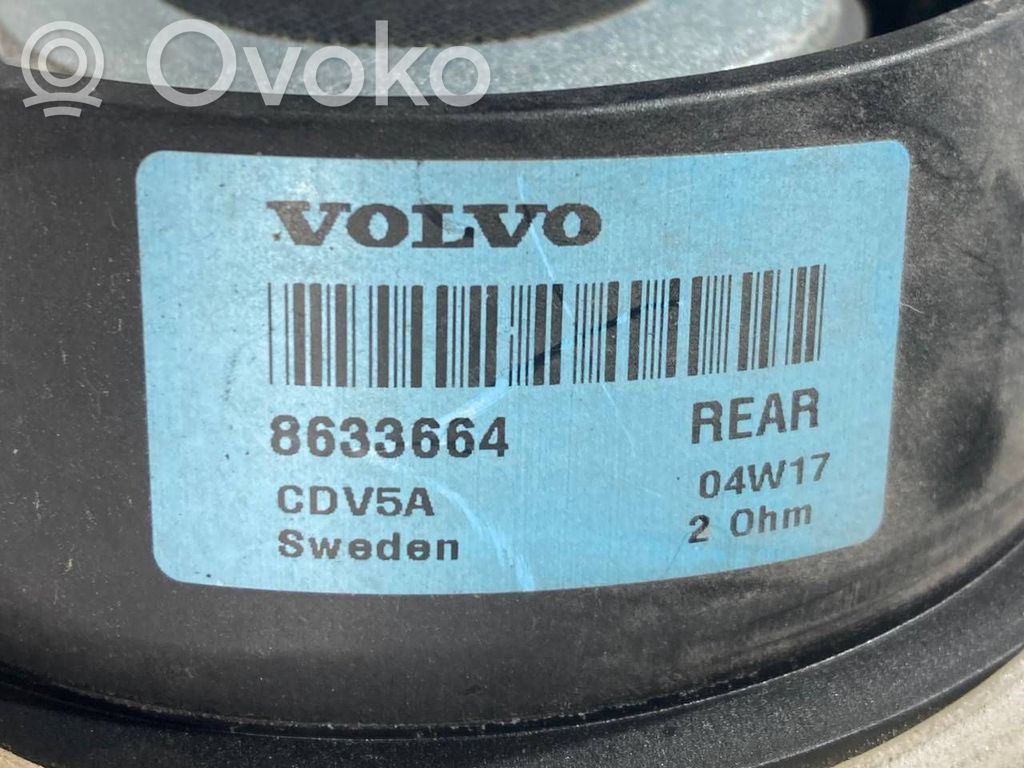 Ovoko
VOLVO
8633664 REAR
CDV5A 04W17
Sweden 2 Ohm